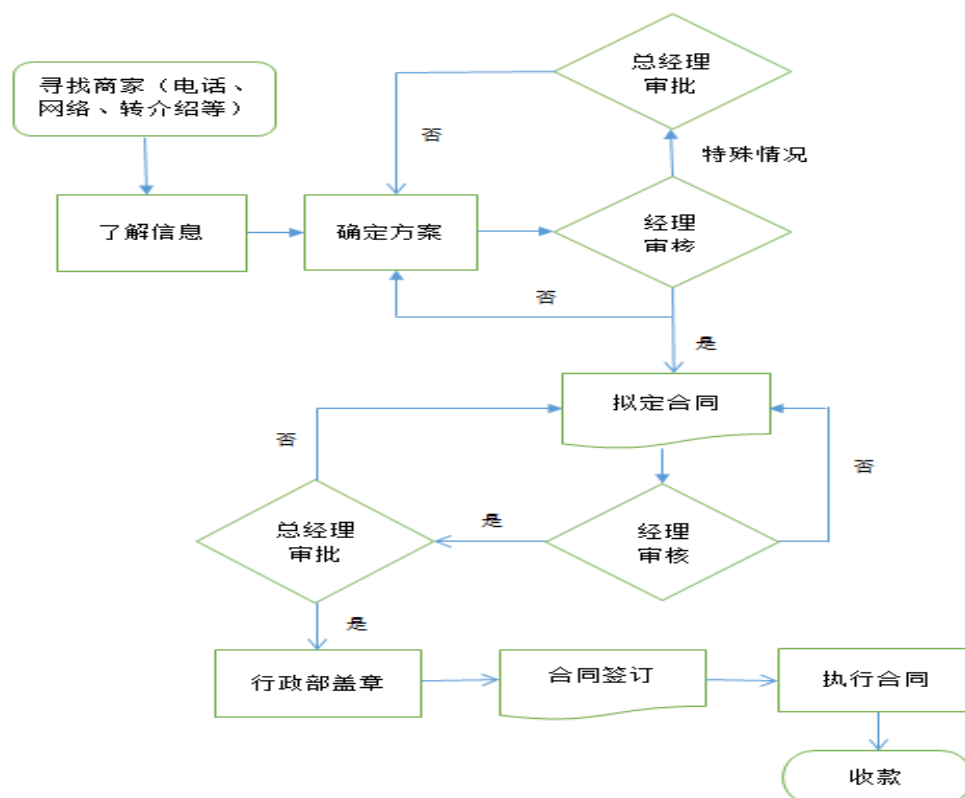 总经理
审批
寻找商家（电话、
网络、转介绍等）
否
特殊情况
了解信息
确定方案
经理
审核
否
是
拟定合同
否
否
总经理
审批
是
经理
审核
是
行政部盖章
合同签订
执行合同
收款